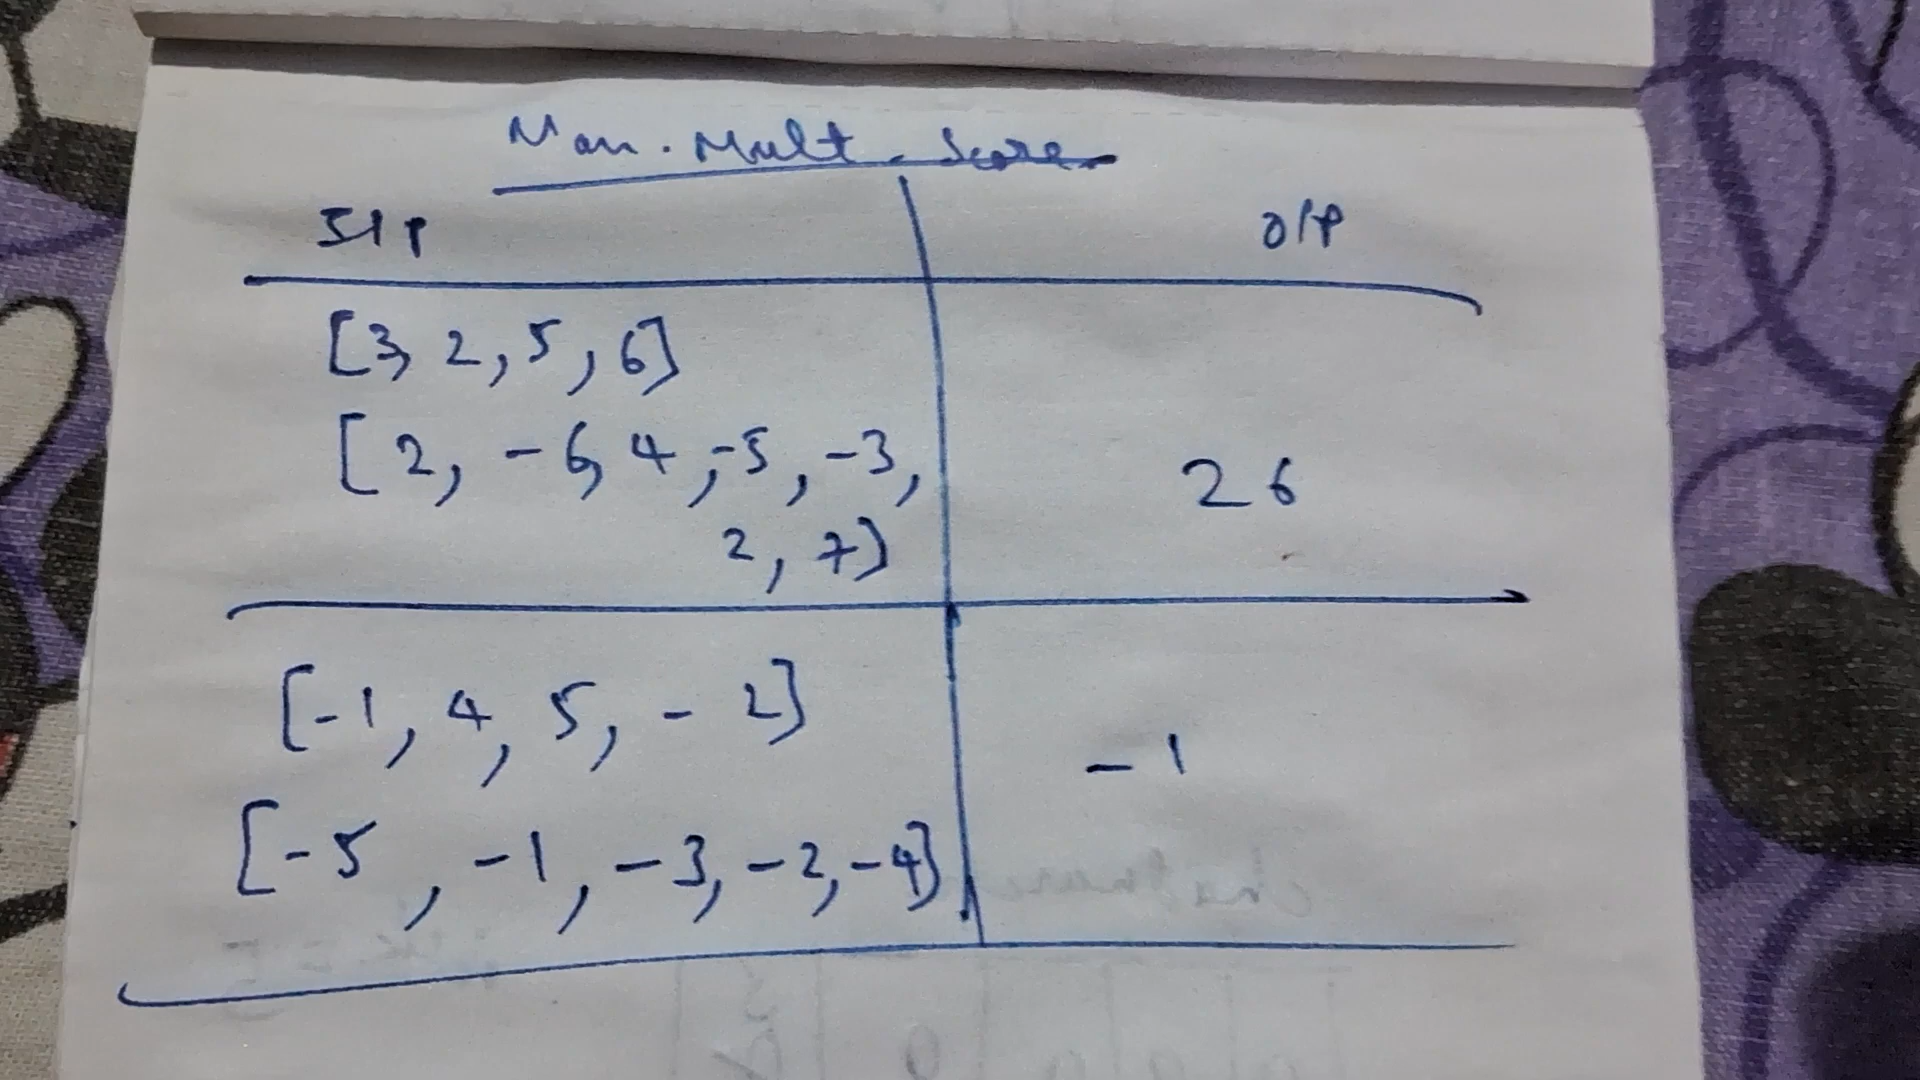 Max. Mult. Score
I/P O/P
[3, 2, 5, 6]
[2, -6, 4, -5, -3, 26
2, 7]
[-1, 4, 5, -2]
-1
[-5, -1, -3, -2, -4]